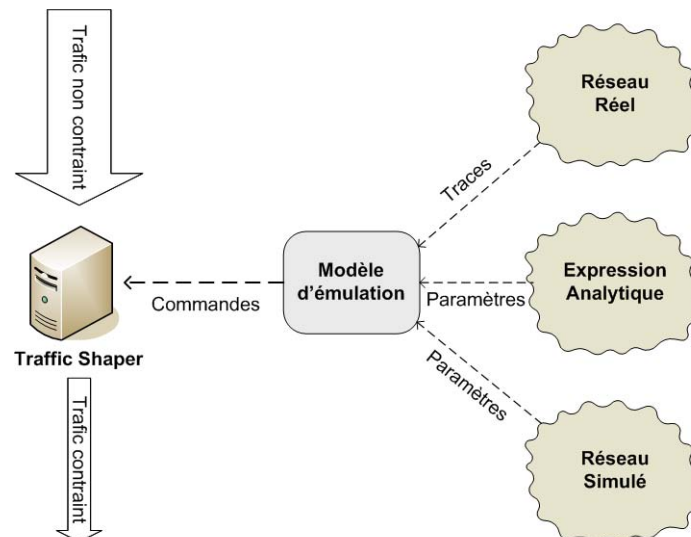 Trafic non contraint
Réseau
Réel
Traces
Modèle
d'émulation
Expression
Analytique
Commandes
Paramètres
Traffic Shaper
Paramètres
Trafic contraint
Réseau
Simulé